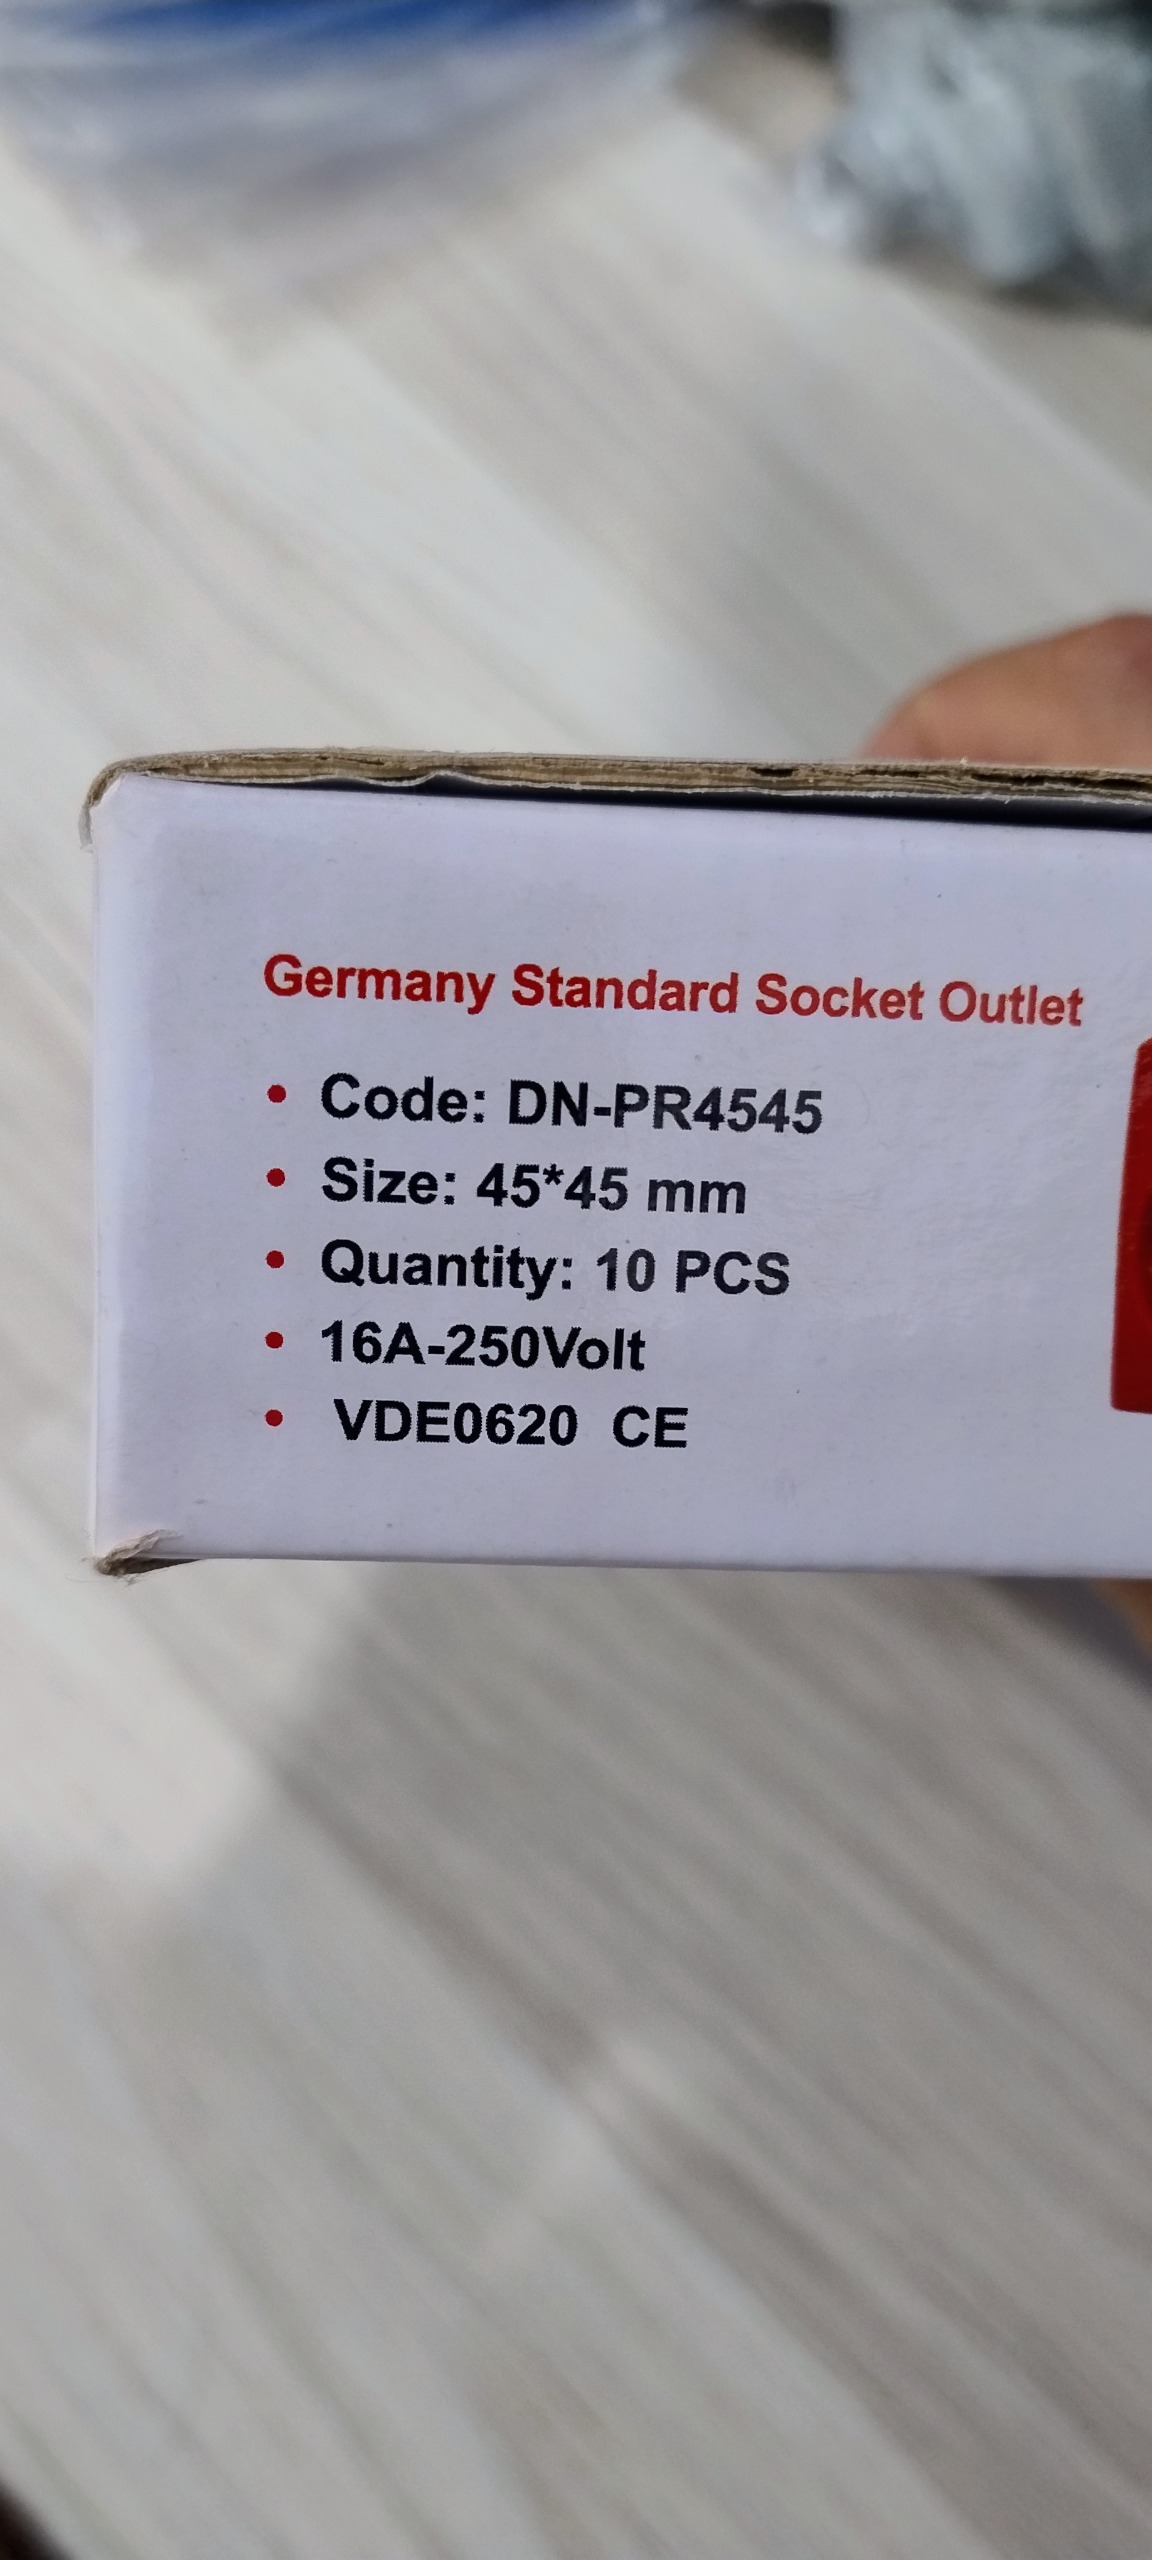 Germany Standard Socket Outlet
• Code: DN-PR4545
• Size: 45*45 mm
• Quantity: 10 PCS
• 16A-250Volt
• VDE0620 CE